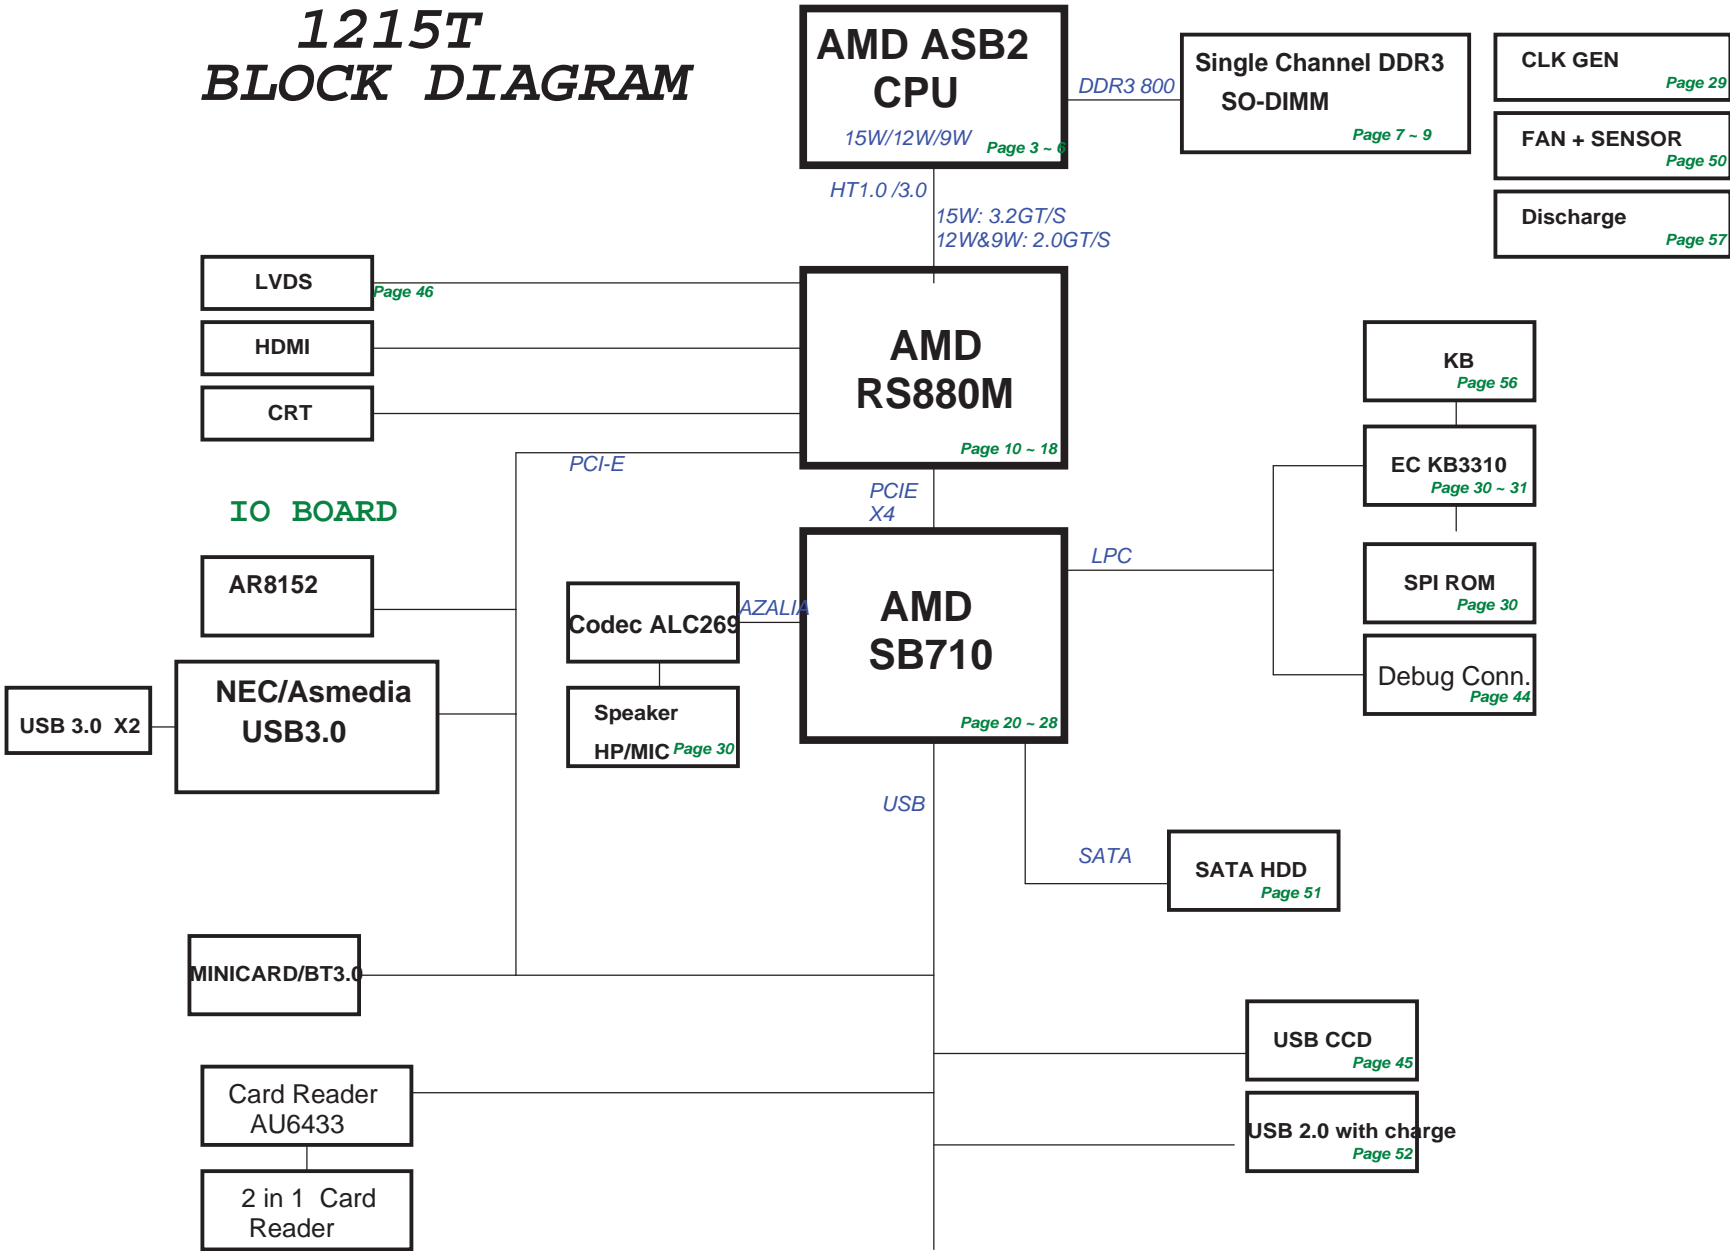 1215T
BLOCK DIAGRAM
AMD ASB2
CPU
15W/12W/9W
Page 3 ~ 6
DDR3 800
Single Channel DDR3
SO-DIMM
Page 7 ~ 9
CLK GEN
Page 29
FAN + SENSOR
Page 50
Discharge
Page 57
HT1.0 /3.0
15W: 3.2GT/S
12W&9W: 2.0GT/S
LVDS
Page 46
HDMI
CRT
AMD
RS880M
Page 10 ~ 18
PCI-E
PCIE
X4
KB
Page 56
EC KB3310
Page 30 ~ 31
SPI ROM
Page 30
Debug Conn.
Page 44
LPC
IO BOARD
AR8152
NEC/Asmedia
USB3.0
USB 3.0 X2
Codec ALC269
AZALIA
Speaker
HP/MIC Page 30
AMD
SB710
Page 20 ~ 28
USB
SATA
SATA HDD
Page 51
MINICARD/BT3.0
USB CCD
Page 45
USB 2.0 with charge
Page 52
Card Reader
AU6433
2 in 1 Card
Reader